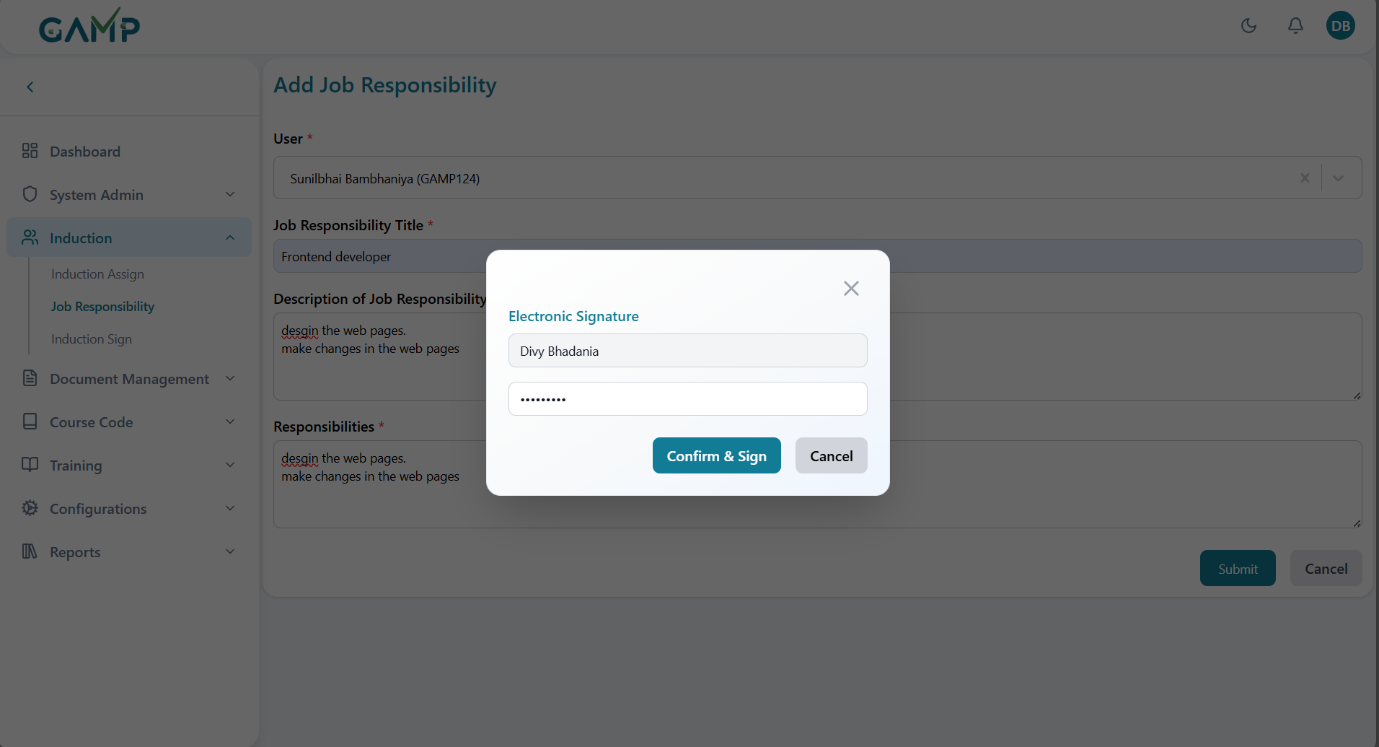 GAMP
DB
Dashboard
System Admin
Induction
Induction Assign
Job Responsibility
Induction Sign
Document Management
Course Code
Training
Configurations
Reports
Add Job Responsibility
User *
Sunilbhai Bambhaniya (GAMP124)
Job Responsibility Title *
Frontend developer
Description of Job Responsibility
desgin the web pages.
make changes in the web pages
Responsibilities *
desgin the web pages.
make changes in the web pages
Submit
Cancel
Electronic Signature
Divy Bhadania
•••••••••
Confirm & Sign
Cancel